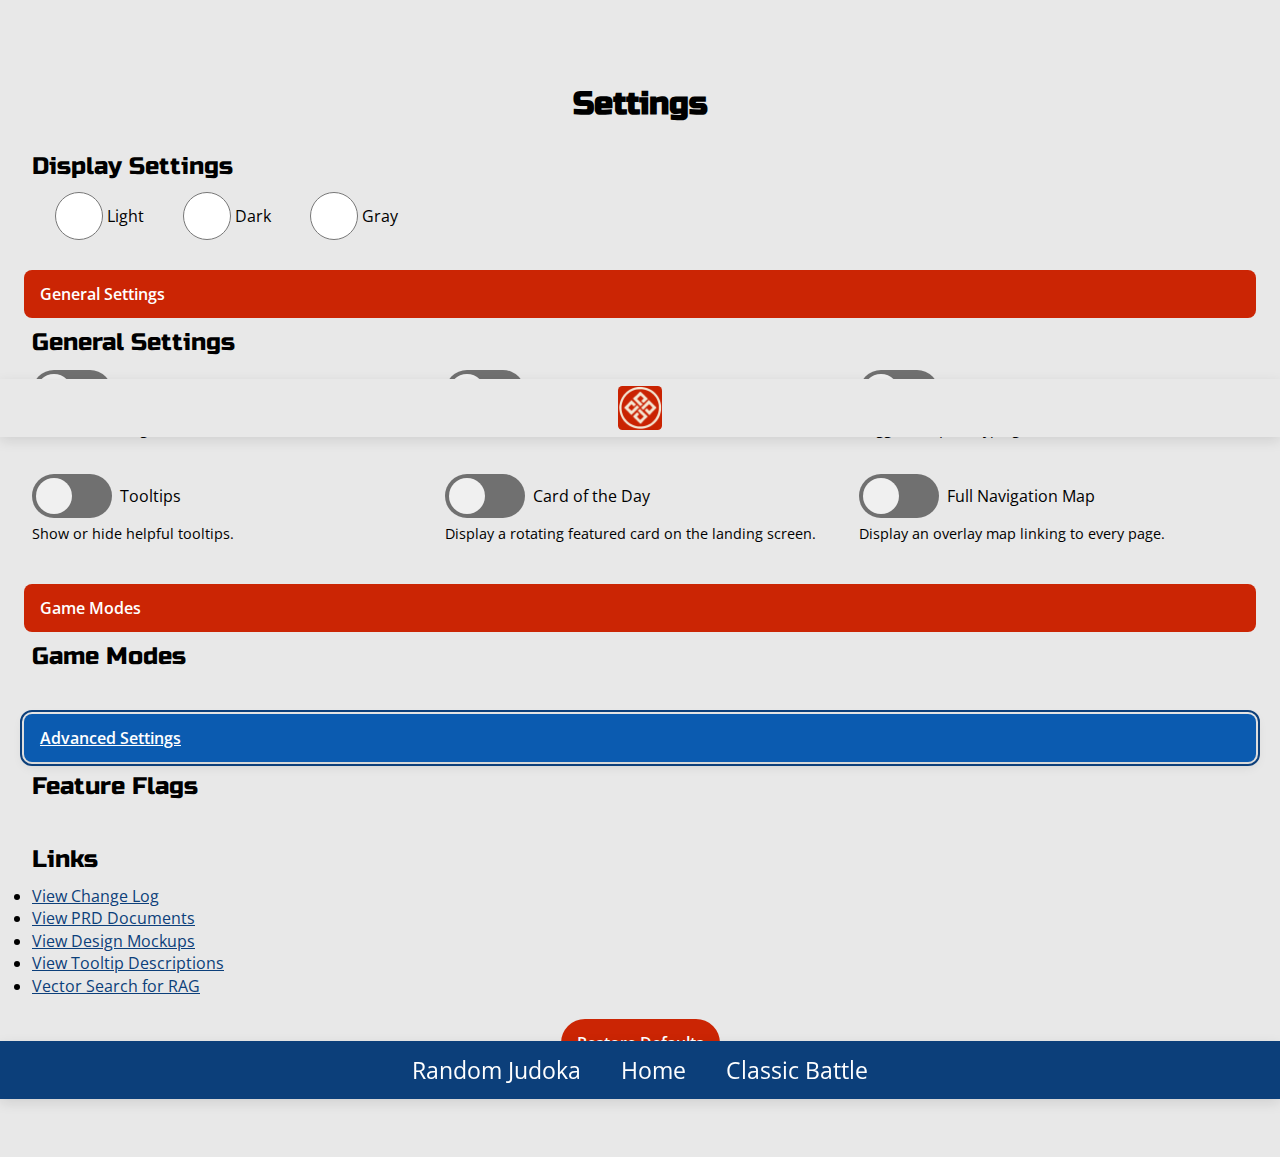 Settings
Display Settings
Light Dark Gray
General Settings
General Settings
Tooltips Card of the Day Full Navigation Map
Show or hide helpful tooltips. Display a rotating featured card on the landing screen. Display an overlay map linking to every page.
Game Modes
Game Modes
Advanced Settings
Feature Flags
Links
View Change Log
View PRD Documents
View Design Mockups
View Tooltip Descriptions
Vector Search for RAG
Restore Defaults
Random Judoka Home Classic Battle